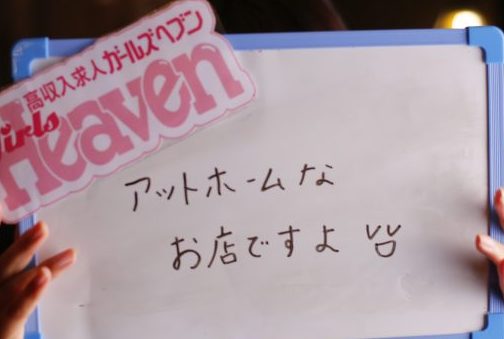 高収入求人ガールズヘブン
Girls
Heaven
アットホームな
お店ですよ